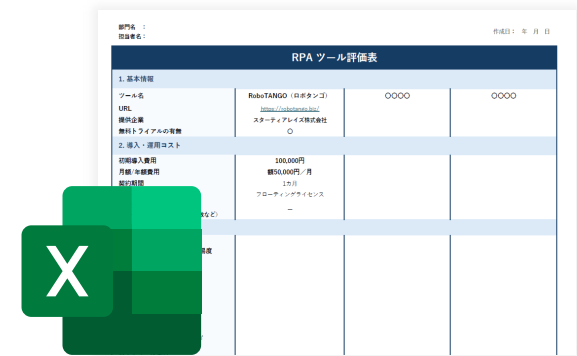 部門名 :
担当者名:
作成日: 年 月 日
RPA ツール評価表
1. 基本情報
ツール名 RoboTANGO(ロボタンゴ) 〇〇〇〇 〇〇〇〇
URL https://robotango.biz/
提供企業 スターティアレイズ株式会社
無料トライアルの有無 〇
2. 導入・運用コスト
初期導入費用 100,000円
月額/年額費用 額50,000円/月
契約期間 1カ月
フローティングライセンス
など) ー
X